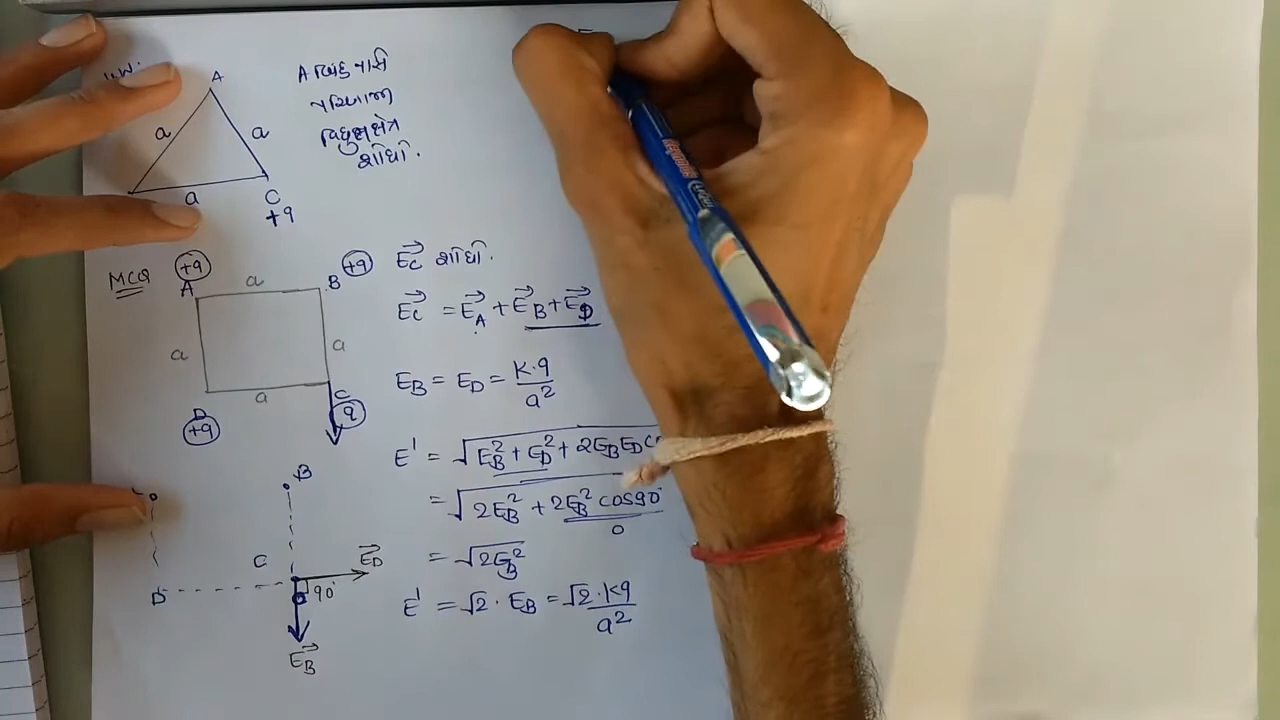 A
A બિંદુ પાસે
a
a
પરિણામી
વિદ્યુતક્ષેત્ર
શોધો.
a
C
+q
MCQ
+q
A
a
B
+q
a
a
a
D
+q
C
q
E⃗C શોધો.
E⃗C = E⃗A + E⃗B + E⃗D
EB = ED = K·q / a²
E' = √EB² + ED² + 2EBED
= √2EB² + 2EB² cos90°
0
= √2EB²
E' = √2 · EB = √2 · Kq / a²
B
C
E⃗D
D
90°
E⃗B